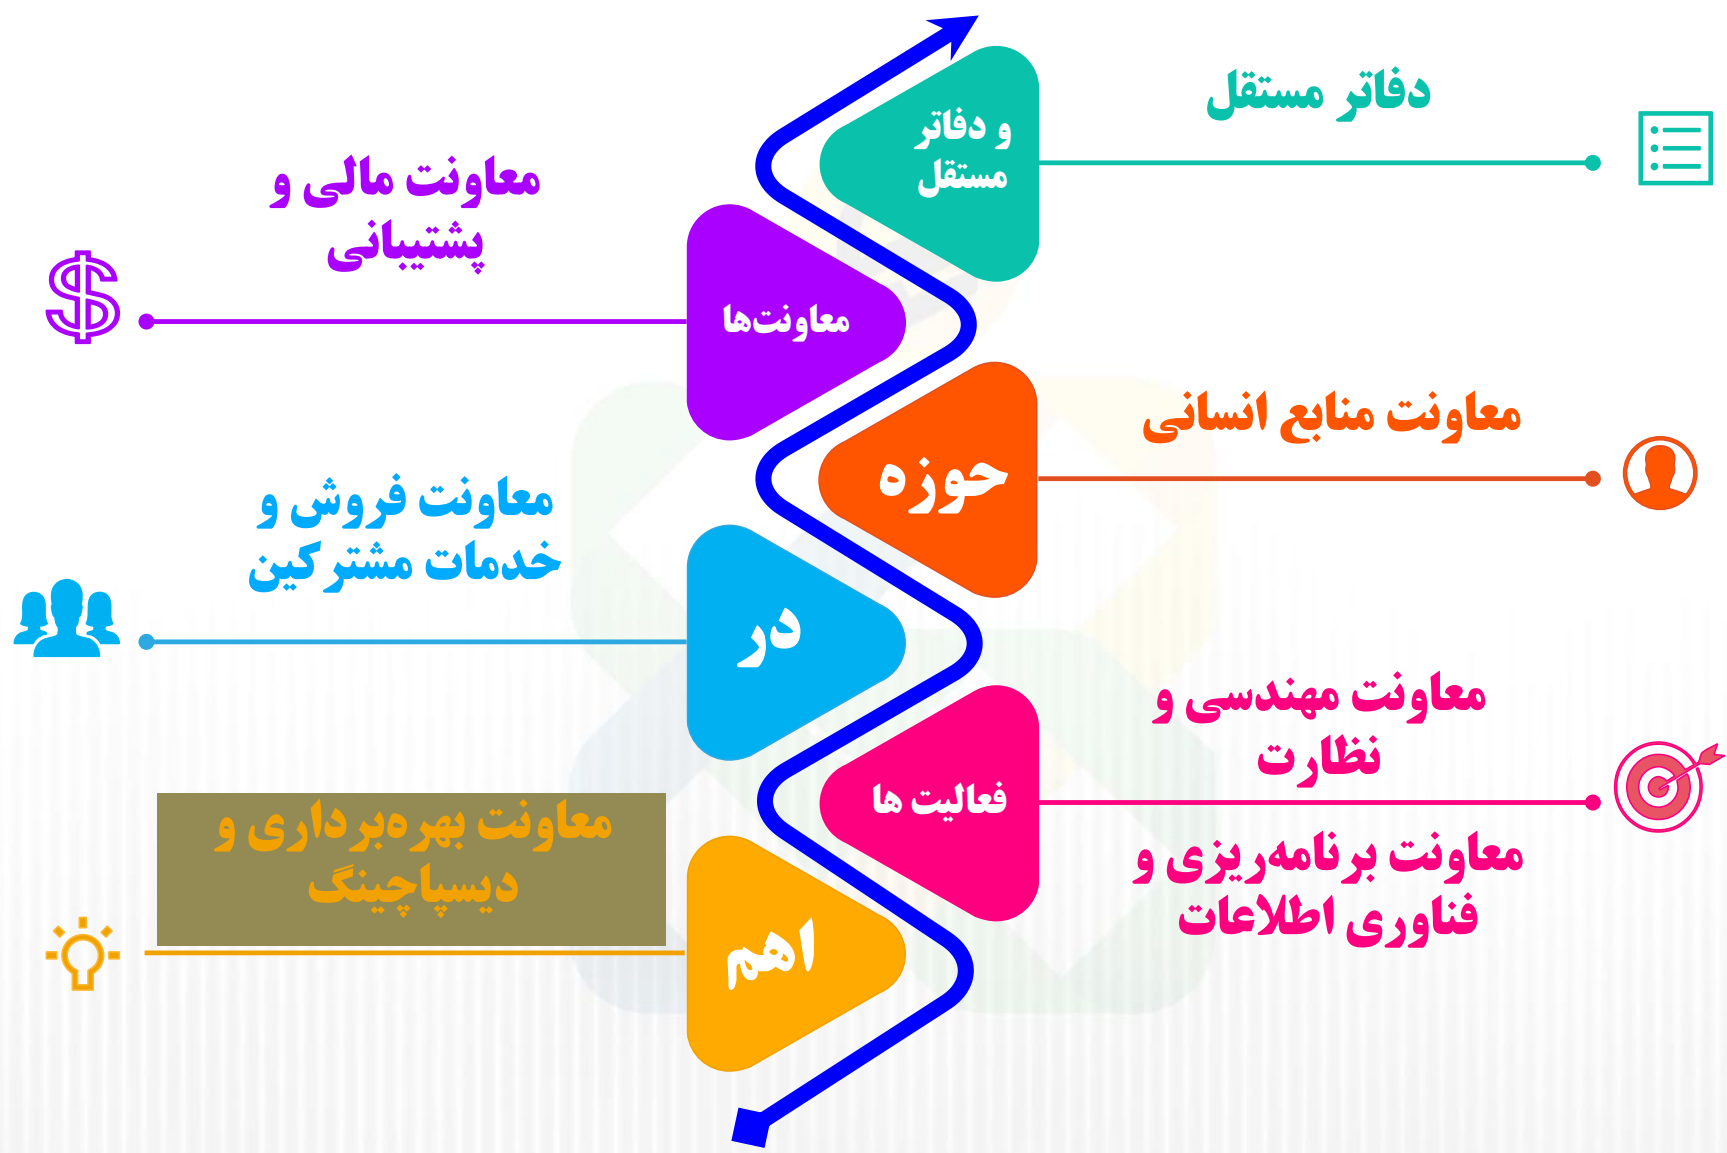 و دفاتر
مستقل
دفاتر مستقل
معاونت مالی و
پشتیبانی
معاونت‌ها
معاونت منابع انسانی
حوزه
معاونت فروش و
خدمات مشترکین
در
معاونت مهندسی و
نظارت
فعالیت ها
معاونت برنامه‌ریزی و
فناوری اطلاعات
معاونت بهره‌برداری و
دیسپاچینگ
اهم